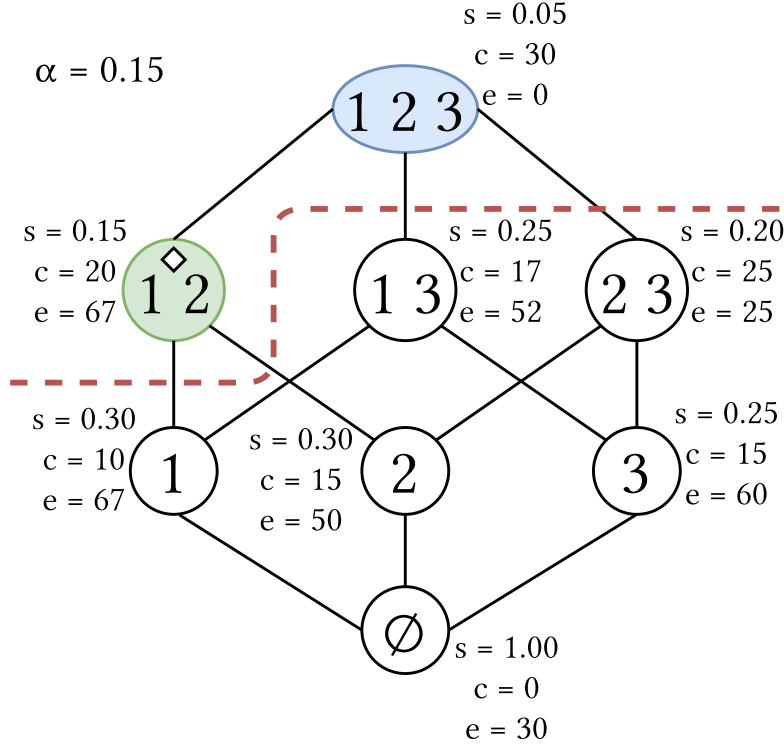 α = 0.15
s = 0.05
c = 30
e = 0
1 2 3
s = 0.15
c = 20
e = 67
1 2
s = 0.25
c = 17
e = 52
1 3
s = 0.20
c = 25
e = 25
2 3
s = 0.30
c = 10
e = 67
1
s = 0.30
c = 15
e = 50
2
s = 0.25
c = 15
e = 60
3
∅
s = 1.00
c = 0
e = 30